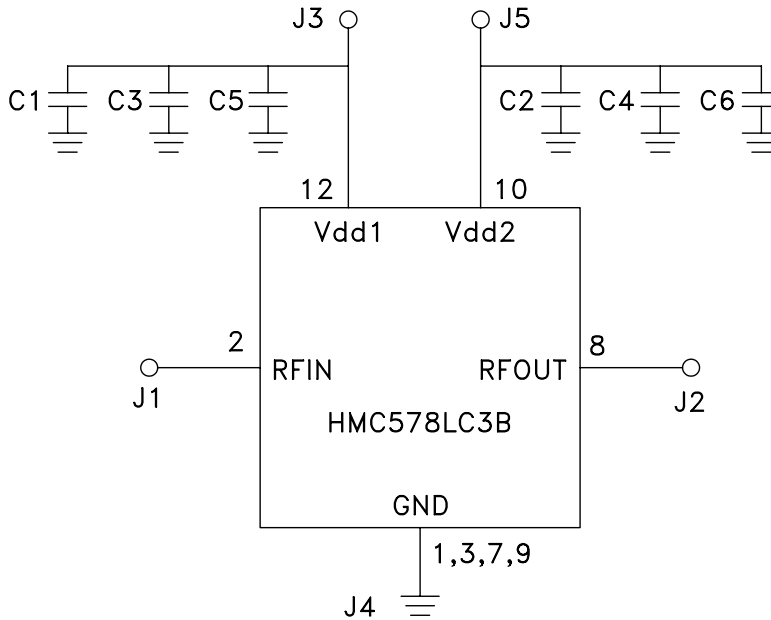 J3 J5
C1 C3 C5 C2 C4 C6
12 10
Vdd1 Vdd2
2 8
RFIN RFOUT
J1 J2
HMC578LC3B
GND
1,3,7,9
J4